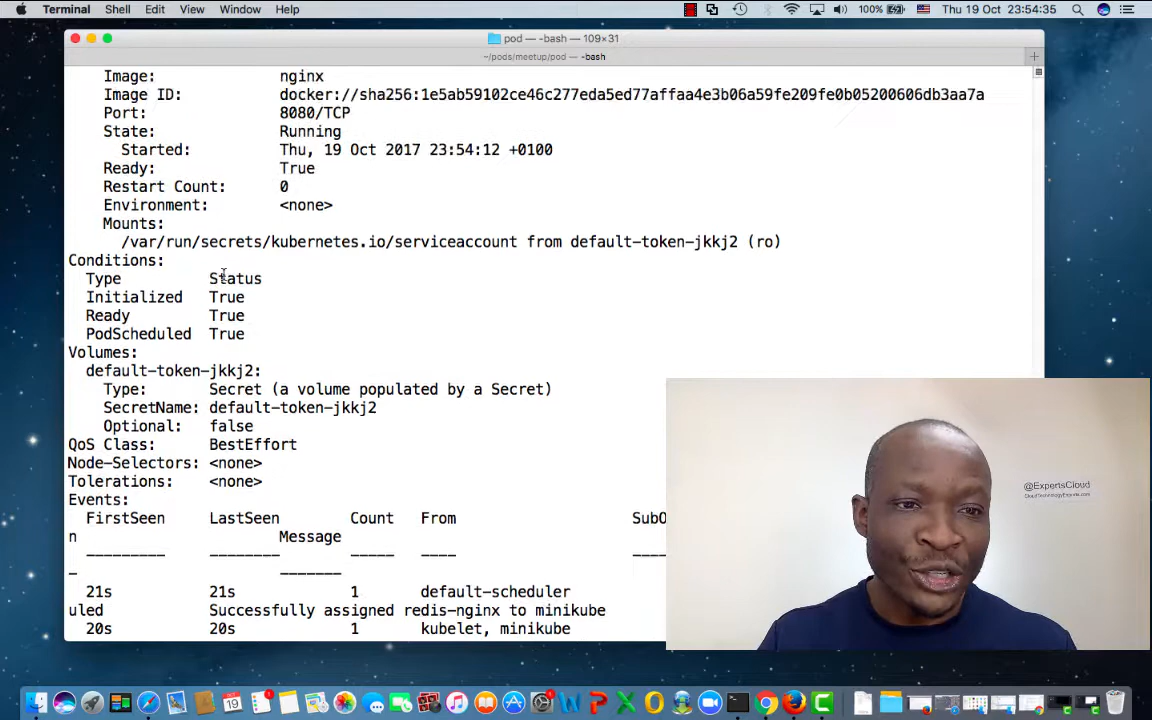 Terminal Shell Edit View Window Help 100% Thu 19 Oct 23:54:35
pod — -bash — 109×31
~/pods/meetup/pod — -bash
Image: nginx
Image ID: docker://sha256:1e5ab59102ce46c277eda5ed77affaa4e3b06a59fe209fe0b05200606db3aa7a
Port: 8080/TCP
State: Running
Started: Thu, 19 Oct 2017 23:54:12 +0100
Ready: True
Restart Count: 0
Environment: <none>
Mounts:
/var/run/secrets/kubernetes.io/serviceaccount from default-token-jkkj2 (ro)
Conditions:
Type Status
Initialized True
Ready True
PodScheduled True
Volumes:
default-token-jkkj2:
Type: Secret (a volume populated by a Secret)
SecretName: default-token-jkkj2
Optional: false
QoS Class: BestEffort
Node-Selectors: <none>
Tolerations: <none>
Events:
FirstSeen LastSeen Count From SubO
n Message
--------- -------- ----- ---- ----
- -------
21s 21s 1 default-scheduler
uled Successfully assigned redis-nginx to minikube
20s 20s 1 kubelet, minikube
@ExpertsCloud
CloudTechnologyExperts.com